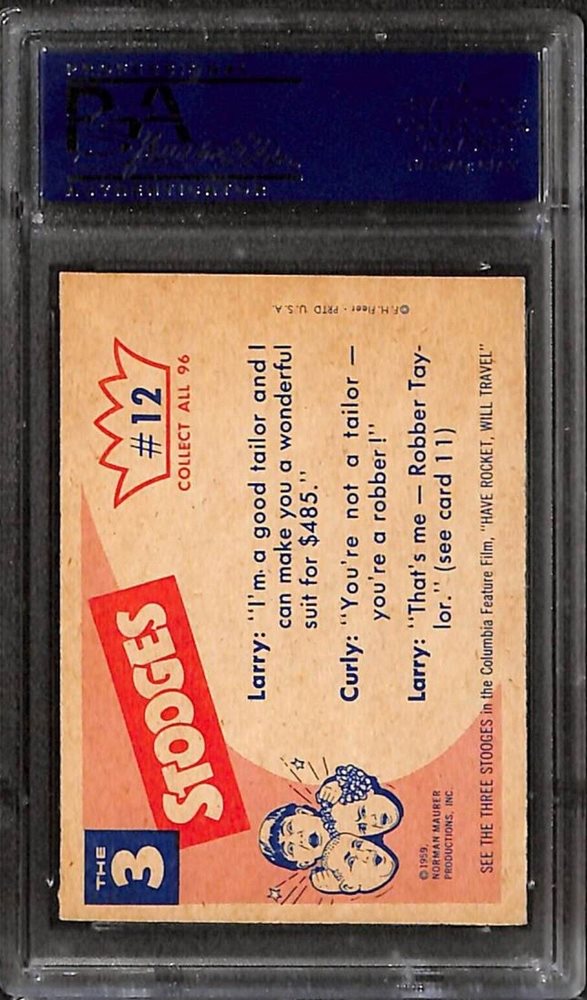 PSA
THE
3
STOOGES
#12
COLLECT ALL 96
Larry: "I'm a good tailor and I
can make you a wonderful
suit for $485."
Curly: "You're not a tailor —
you're a robber!"
Larry: "That's me — Robber Tay-
lor." (see card 11)
© 1959,
NORMAN MAURER
PRODUCTIONS, INC
SEE THE THREE STOOGES in the Columbia Feature Film, "HAVE ROCKET, WILL TRAVEL"
©F.H.Fleer • PRTD U.S.A.